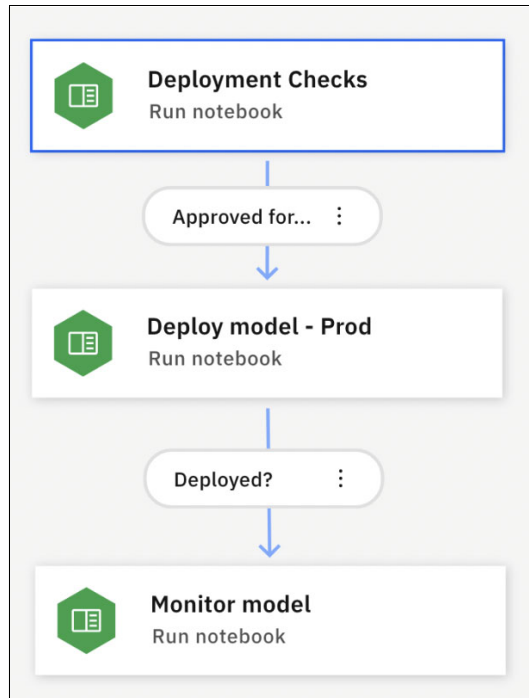 Deployment Checks
Run notebook
Approved for...
Deploy model - Prod
Run notebook
Deployed?
Monitor model
Run notebook